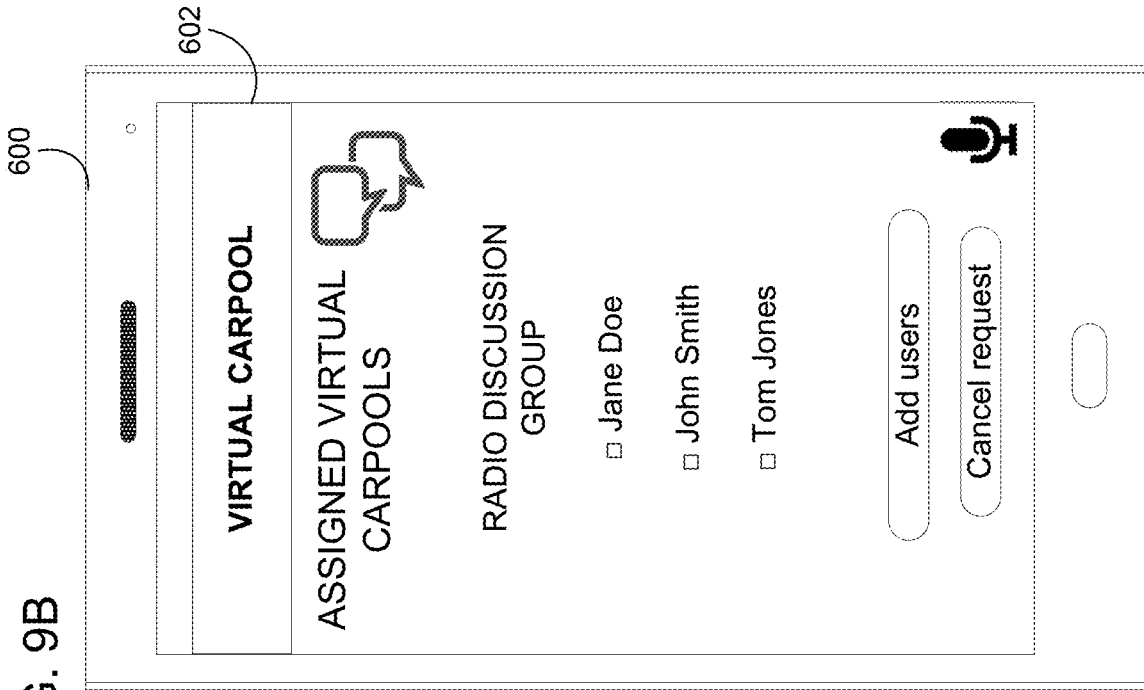 G. 9B
600
602
VIRTUAL CARPOOL
ASSIGNED VIRTUAL
CARPOOLS
RADIO DISCUSSION
GROUP
Jane Doe
John Smith
Tom Jones
Add users
Cancel request